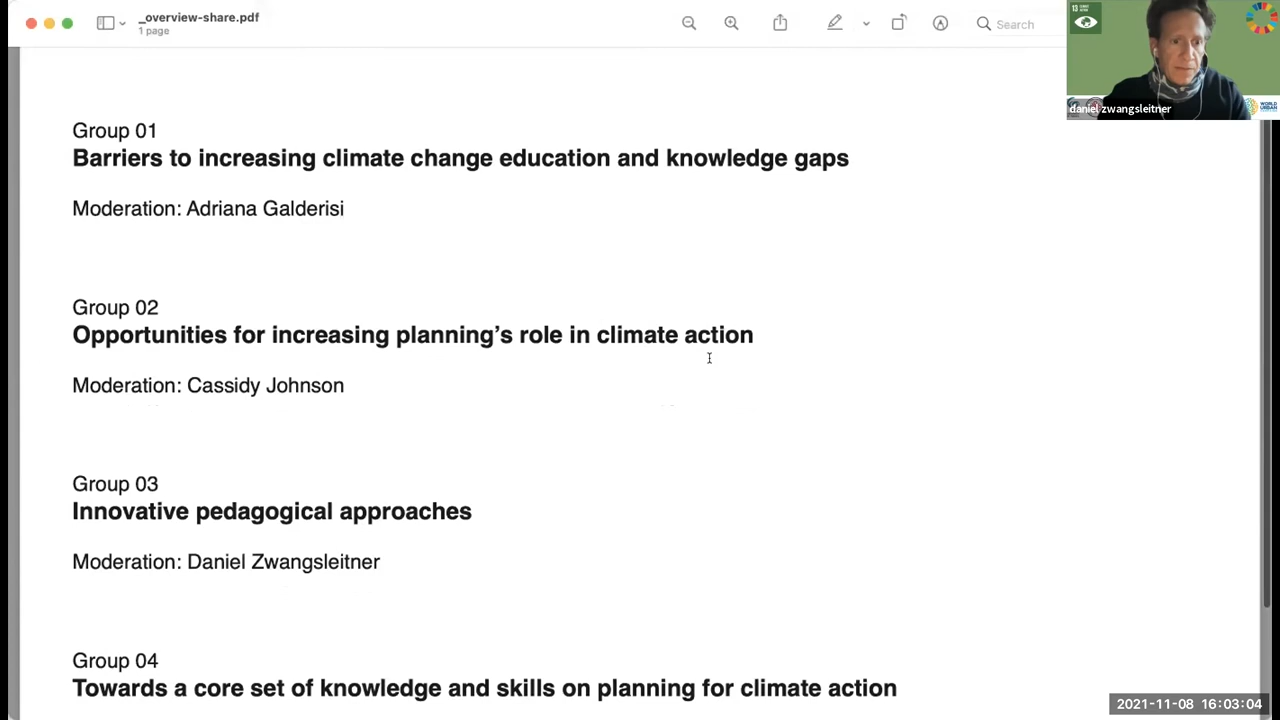 _overview-share.pdf
1 page
Search
13
daniel zwangsleitner
WORLD
URBAN
Group 01
Barriers to increasing climate change education and knowledge gaps
Moderation: Adriana Galderisi
Group 02
Opportunities for increasing planning’s role in climate action
Moderation: Cassidy Johnson
Group 03
Innovative pedagogical approaches
Moderation: Daniel Zwangsleitner
Group 04
Towards a core set of knowledge and skills on planning for climate action
2021-11-08 16:03:04